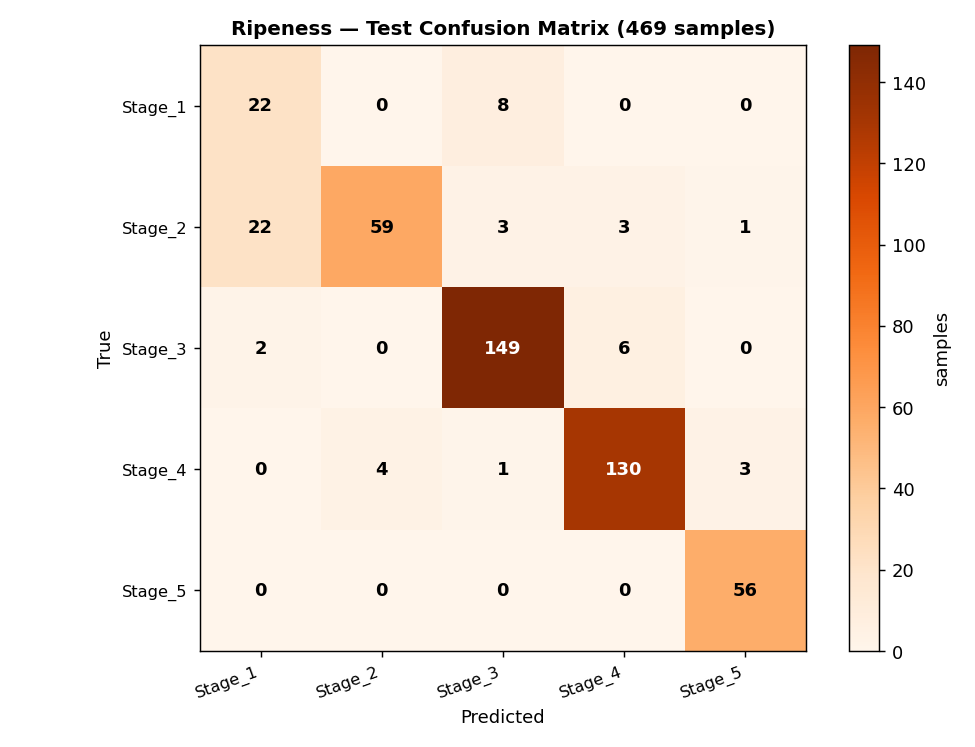 Ripeness — Test Confusion Matrix (469 samples)
True
Stage_1 22 0 8 0 0
Stage_2 22 59 3 3 1
Stage_3 2 0 149 6 0
Stage_4 0 4 1 130 3
Stage_5 0 0 0 0 56
Stage_1 Stage_2 Stage_3 Stage_4 Stage_5
Predicted
140
120
100
80
60
40
20
0
samples